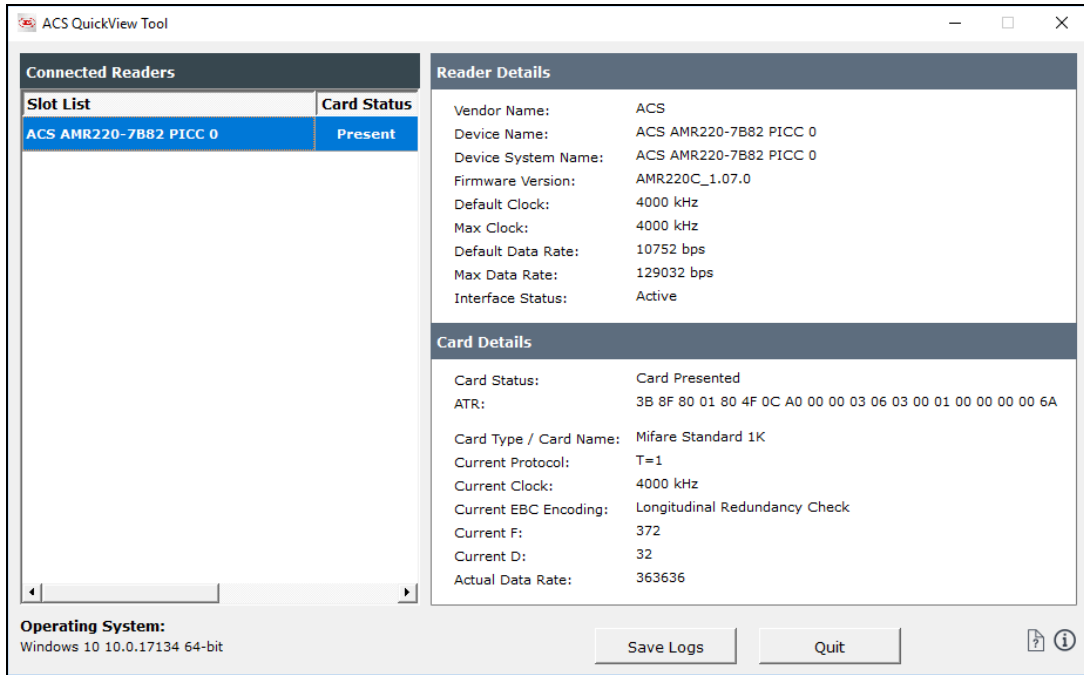 ACS QuickView Tool
Connected Readers
Slot List Card Status
ACS AMR220-7B82 PICC 0 Present
Reader Details
Vendor Name: ACS
Device Name: ACS AMR220-7B82 PICC 0
Device System Name: ACS AMR220-7B82 PICC 0
Firmware Version: AMR220C_1.07.0
Default Clock: 4000 kHz
Max Clock: 4000 kHz
Default Data Rate: 10752 bps
Max Data Rate: 129032 bps
Interface Status: Active
Card Details
Card Status: Card Presented
ATR: 3B 8F 80 01 80 4F 0C A0 00 00 03 06 03 00 01 00 00 00 00 6A
Card Type / Card Name: Mifare Standard 1K
Current Protocol: T=1
Current Clock: 4000 kHz
Current EBC Encoding: Longitudinal Redundancy Check
Current F: 372
Current D: 32
Actual Data Rate: 363636
Operating System:
Windows 10 10.0.17134 64-bit
Save Logs Quit